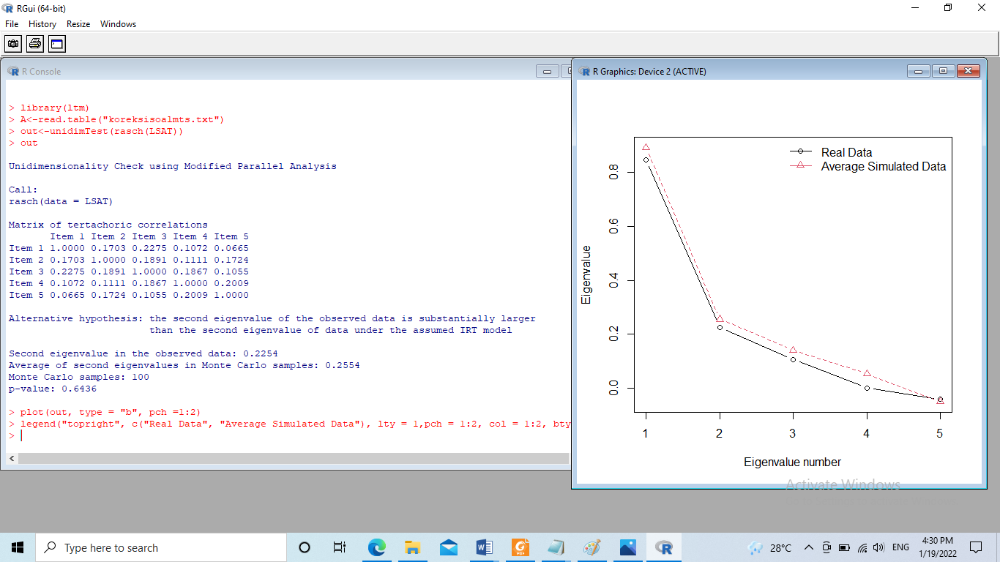 RGui (64-bit)
File History Resize Windows
R Console
> library(ltm)
> A<-read.table("koreksisoalmts.txt")
> out<-unidimTest(rasch(LSAT))
> out
Unidimensionality Check using Modified Parallel Analysis
Call:
rasch(data = LSAT)
Matrix of tertachoric correlations
Item 1 Item 2 Item 3 Item 4 Item 5
Item 1 1.0000 0.1703 0.2275 0.1072 0.0665
Item 2 0.1703 1.0000 0.1891 0.1111 0.1724
Item 3 0.2275 0.1891 1.0000 0.1867 0.1055
Item 4 0.1072 0.1111 0.1867 1.0000 0.2009
Item 5 0.0665 0.1724 0.1055 0.2009 1.0000
Alternative hypothesis: the second eigenvalue of the observed data is substantially larger
than the second eigenvalue of data under the assumed IRT model
Second eigenvalue in the observed data: 0.2254
Average of second eigenvalues in Monte Carlo samples: 0.2554
Monte Carlo samples: 100
p-value: 0.6436
> plot(out, type = "b", pch =1:2)
> legend("topright", c("Real Data", "Average Simulated Data"), lty = 1,pch = 1:2, col = 1:2, bty
>
R Graphics: Device 2 (ACTIVE)
Real Data
Average Simulated Data
0.8
0.6
0.4
0.2
0.0
Eigenvalue
1 2 3 4 5
Eigenvalue number
Activate Windows
Type here to search
28°C
ENG
4:30 PM
1/19/2022